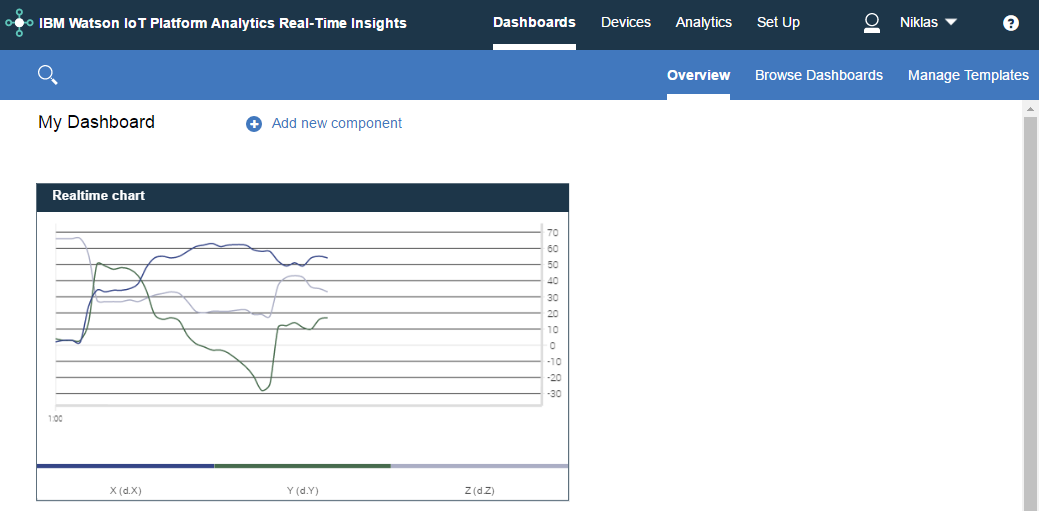 IBM Watson IoT Platform Analytics Real-Time Insights Dashboards Devices Analytics Set Up Niklas ?
Overview Browse Dashboards Manage Templates
My Dashboard Add new component
Realtime chart
70
60
50
40
30
20
10
0
-10
-20
-30
1:00
X (d.X) Y (d.Y) Z (d.Z)